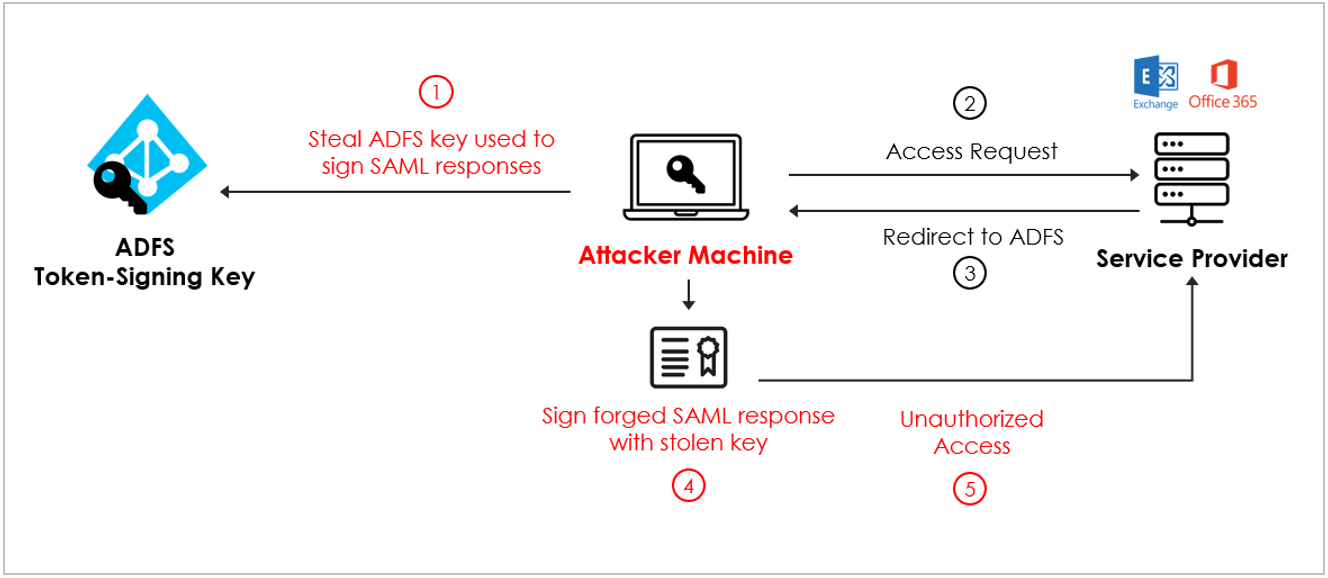 1
Steal ADFS key used to
sign SAML responses
ADFS
Token-Signing Key
Attacker Machine
2
Access Request
Redirect to ADFS
3
E
Exchange
Office 365
Service Provider
Sign forged SAML response
with stolen key
4
Unauthorized
Access
5